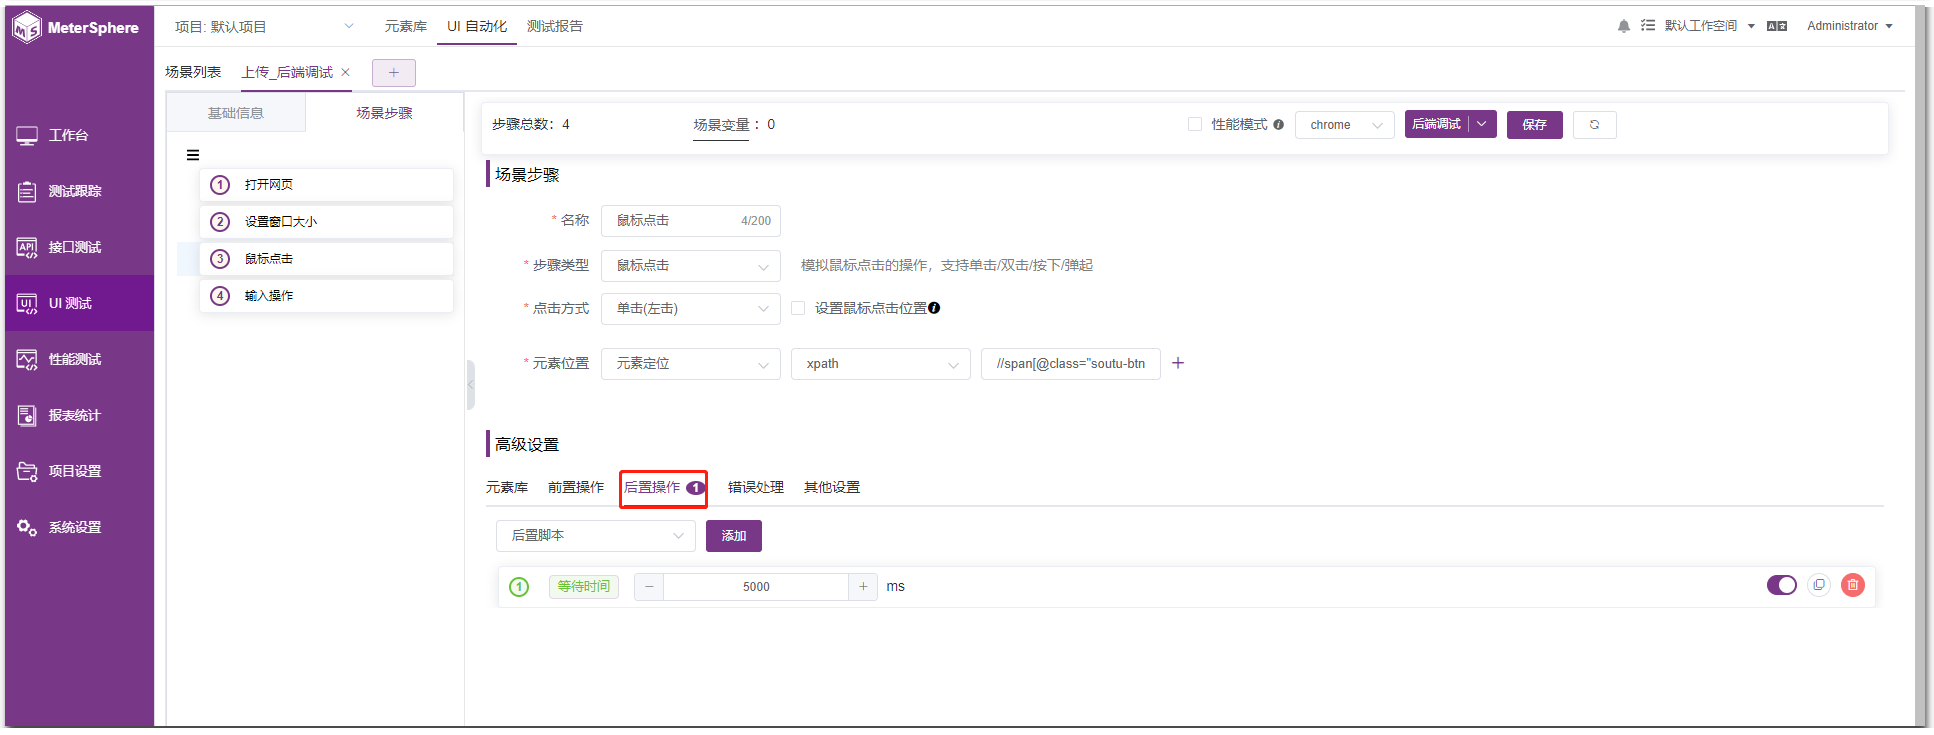 MeterSphere
项目: 默认项目
元素库
UI 自动化
测试报告
默认工作空间
Administrator
场景列表
上传_后端调试
工作台
测试跟踪
API 接口测试
UI UI 测试
性能测试
报表统计
项目设置
系统设置
基础信息
场景步骤
1 打开网页
2 设置窗口大小
3 鼠标点击
4 输入操作
步骤总数：4
场景变量 ：0
性能模式
chrome
后端调试
保存
场景步骤
* 名称 鼠标点击 4/200
* 步骤类型 鼠标点击 模拟鼠标点击的操作，支持单击/双击/按下/弹起
* 点击方式 单击(左击) 设置鼠标点击位置
* 元素位置 元素定位 xpath //span[@class="soutu-btn
高级设置
元素库 前置操作 后置操作 1 错误处理 其他设置
后置脚本 添加
1 等待时间 − 5000 + ms